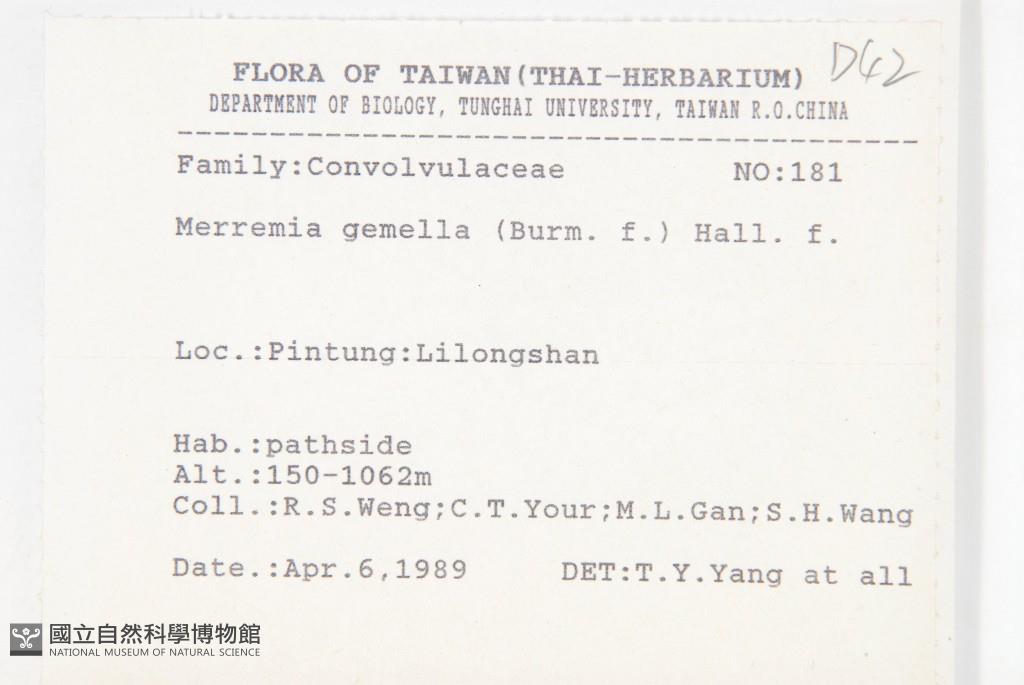 D42
FLORA OF TAIWAN(THAI-HERBARIUM)
DEPARTMENT OF BIOLOGY, TUNGHAI UNIVERSITY, TAIWAN R.O.CHINA
Family:Convolvulaceae NO:181
Merremia gemella (Burm. f.) Hall. f.
Loc.:Pintung:Lilongshan
Hab.:pathside
Alt.:150-1062m
Coll.:R.S.Weng;C.T.Your;M.L.Gan;S.H.Wang
Date.:Apr.6,1989 DET:T.Y.Yang at all
國立自然科學博物館
NATIONAL MUSEUM OF NATURAL SCIENCE